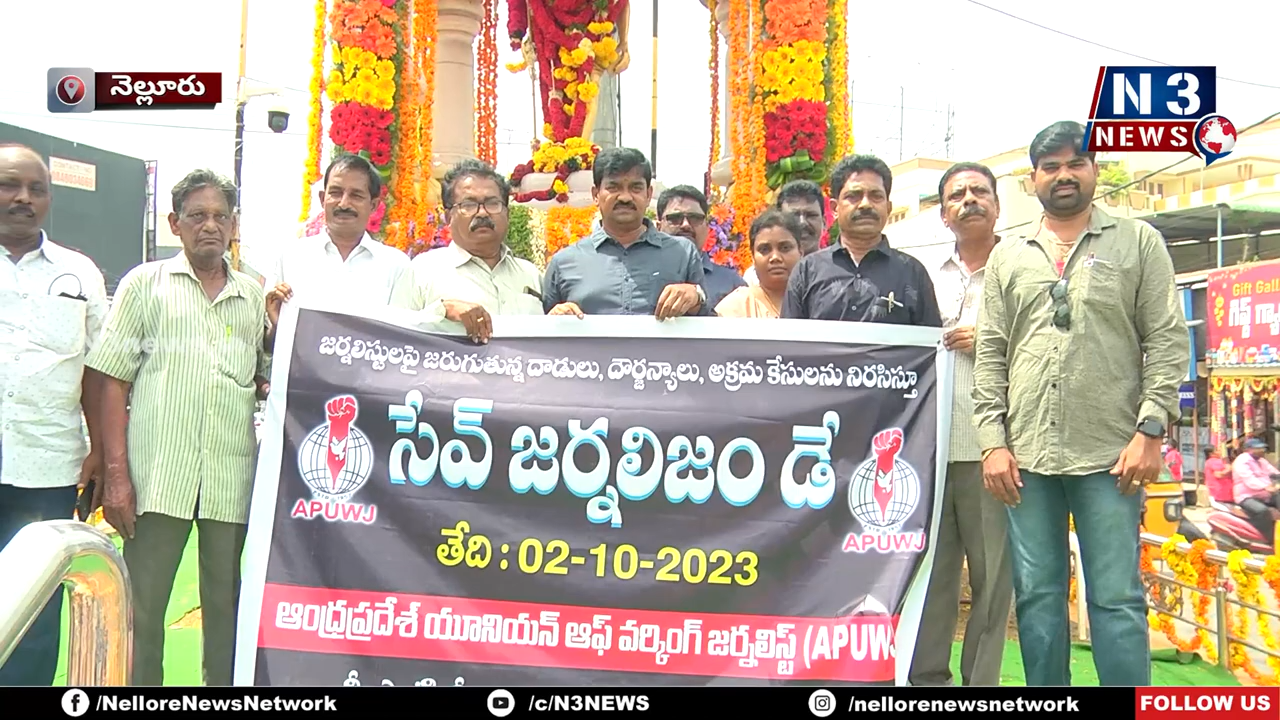 నెల్లూరు
N3
NEWS
Gift Gall
జర్నలిస్టులపై జరుగుతున్న దాడులు, దౌర్జన్యాలు, అక్రమ కేసులను నిరసిస్తూ
సేవ్ జర్నలిజం డే
APUWJ
APUWJ
తేది : 02-10-2023
ఆంధ్రప్రదేశ్ యూనియన్ ఆఫ్ వర్కింగ్ జర్నలిస్ట్ (APUWJ
/NelloreNewsNetwork
/c/N3NEWS
/nellorenewsnetwork
FOLLOW US